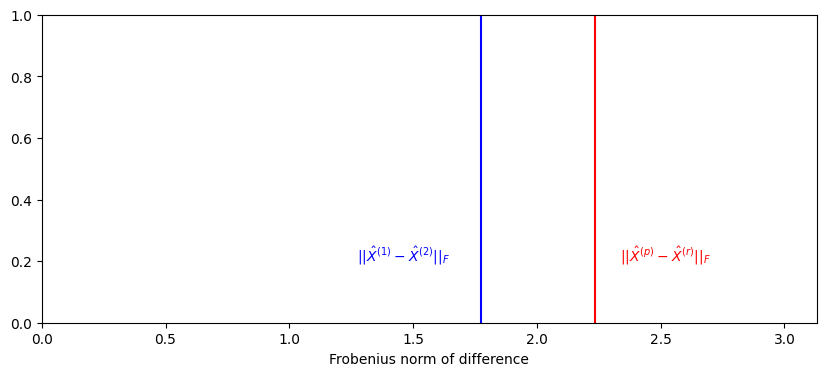 1.0
0.8
0.6
0.4
0.2
0.0
||X̂⁽¹⁾ − X̂⁽²⁾||_F
||X̂⁽ᵖ⁾ − X̂⁽ʳ⁾||_F
0.0 0.5 1.0 1.5 2.0 2.5 3.0
Frobenius norm of difference